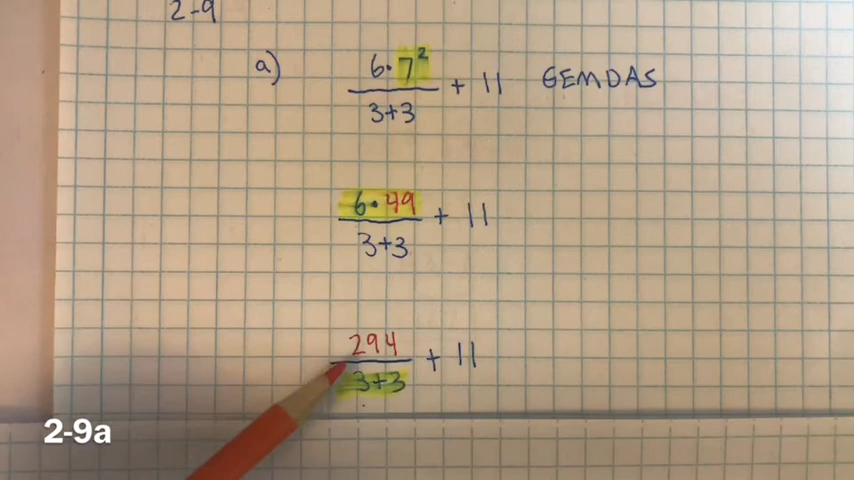 2-9
a) 6·7² / 3+3 + 11 GEMDAS
6·49 / 3+3 + 11
294 / 3+3 + 11
2-9a